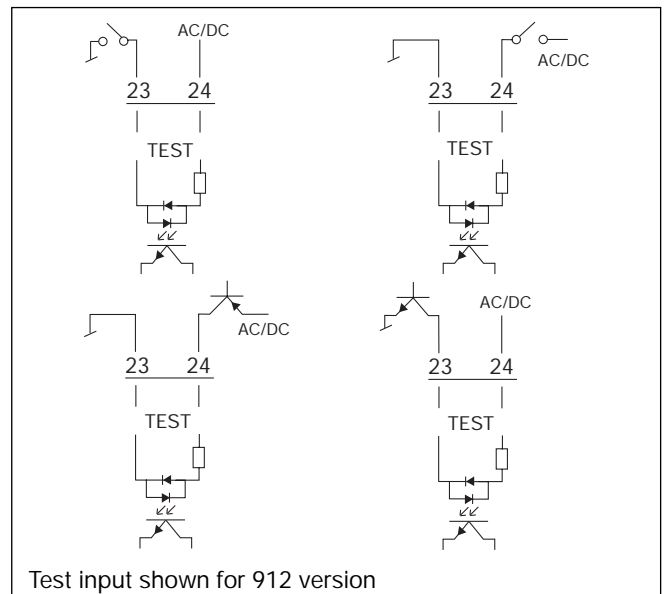 AC/DC
23 24
TEST
AC/DC
23 24
TEST
AC/DC
23 24
TEST
AC/DC
23 24
TEST
Test input shown for 912 version